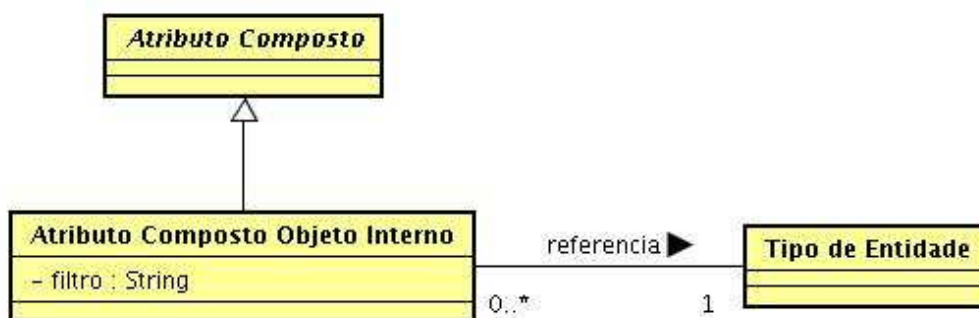 Atributo Composto
Atributo Composto Objeto Interno
- filtro : String
referencia
0..*
1
Tipo de Entidade